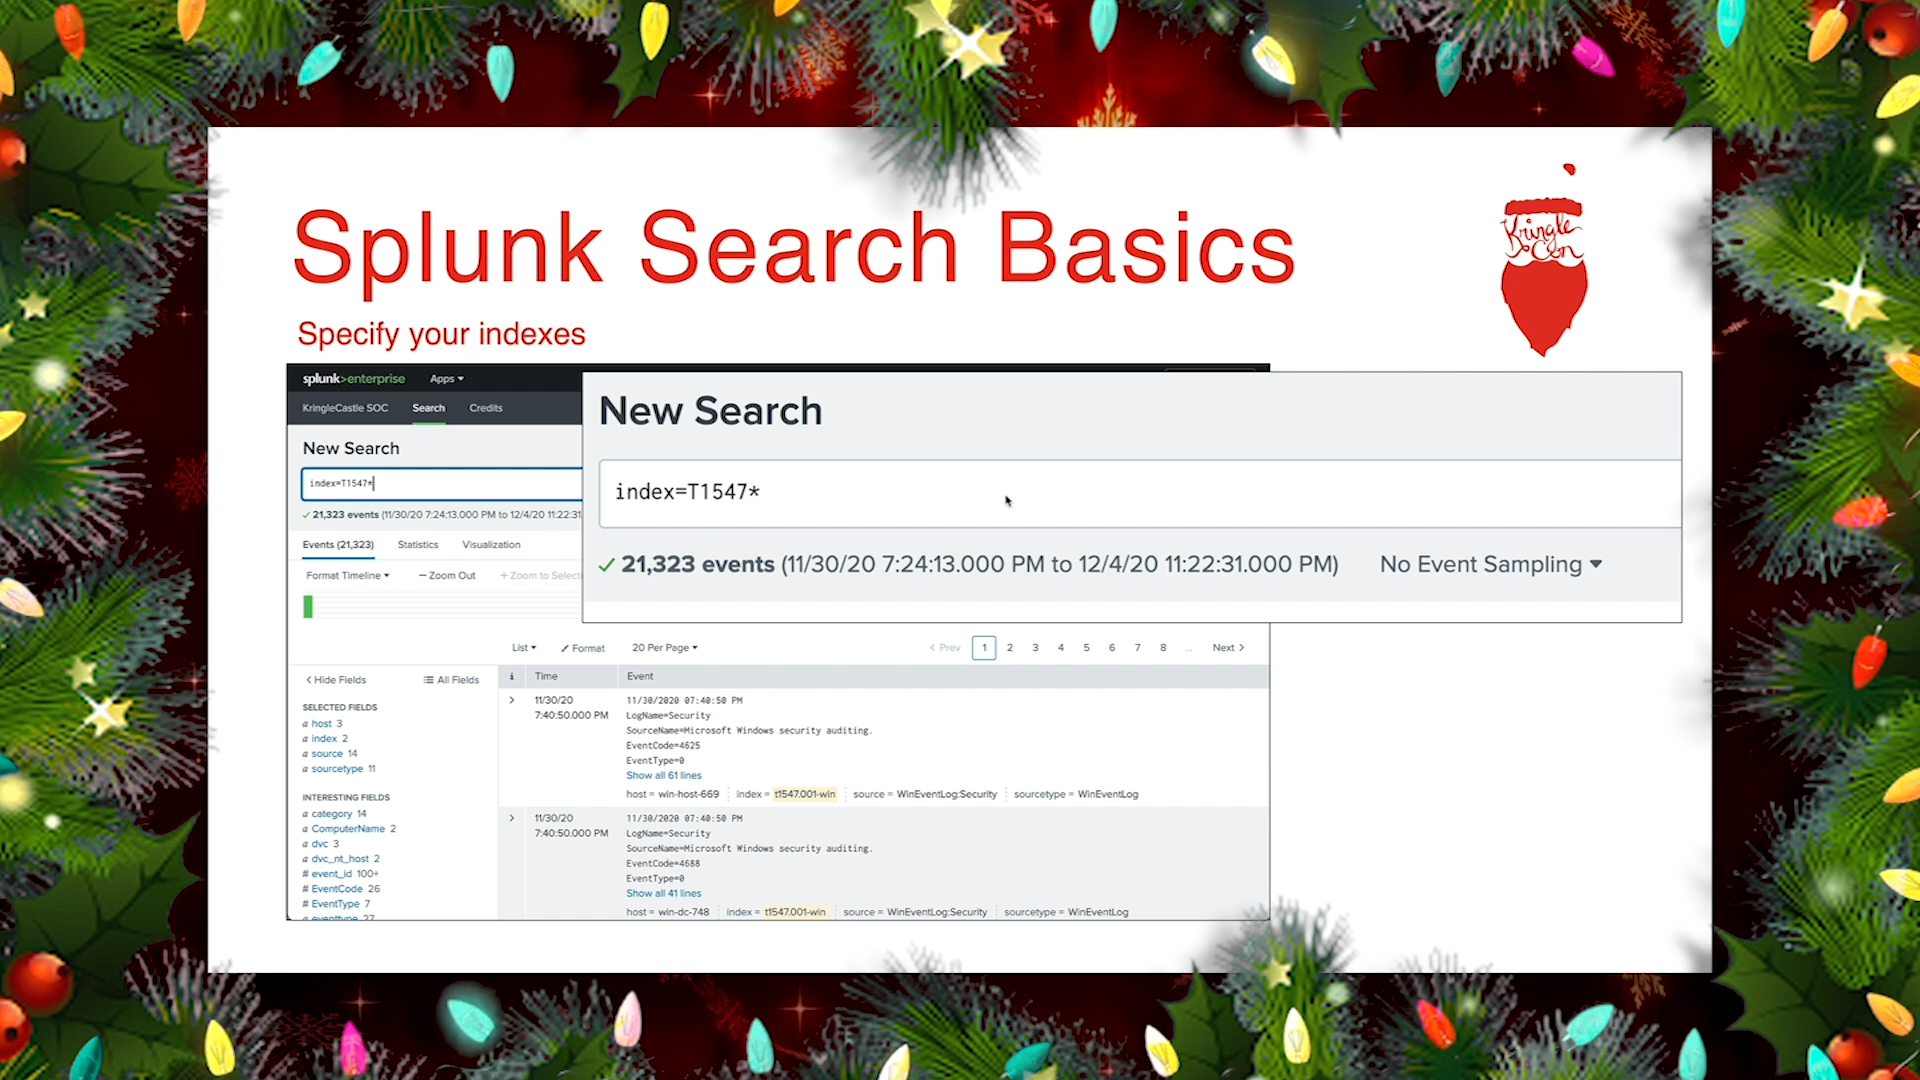 Splunk Search Basics
Kringle
Con
Specify your indexes
splunk>enterprise Apps
KringleCastle SOC Search Credits
New Search
index=T1547*
21,323 events (11/30/20 7:24:13.000 PM to 12/4/20 11:22:31
Events (21,323) Statistics Visualization
Format Timeline — Zoom Out + Zoom to Selecti
New Search
index=T1547*
21,323 events (11/30/20 7:24:13.000 PM to 12/4/20 11:22:31.000 PM) No Event Sampling
List Format 20 Per Page < Prev 1 2 3 4 5 6 7 8 ... Next >
< Hide Fields All Fields
SELECTED FIELDS
a host 3
a index 2
a source 14
a sourcetype 11
INTERESTING FIELDS
a category 14
a ComputerName 2
a dvc 3
a dvc_nt_host 2
# event_id 100+
# EventCode 26
# EventType 7
a eventtype 27
i Time Event
> 11/30/20
7:40:50.000 PM
11/30/2020 07:40:50 PM
LogName=Security
SourceName=Microsoft Windows security auditing.
EventCode=4625
EventType=0
Show all 61 lines
host = win-host-669 index = t1547.001-win source = WinEventLog:Security sourcetype = WinEventLog
> 11/30/20
7:40:50.000 PM
11/30/2020 07:40:50 PM
LogName=Security
SourceName=Microsoft Windows security auditing.
EventCode=4688
EventType=0
Show all 41 lines
host = win-dc-748 index = t1547.001-win source = WinEventLog:Security sourcetype = WinEventLog